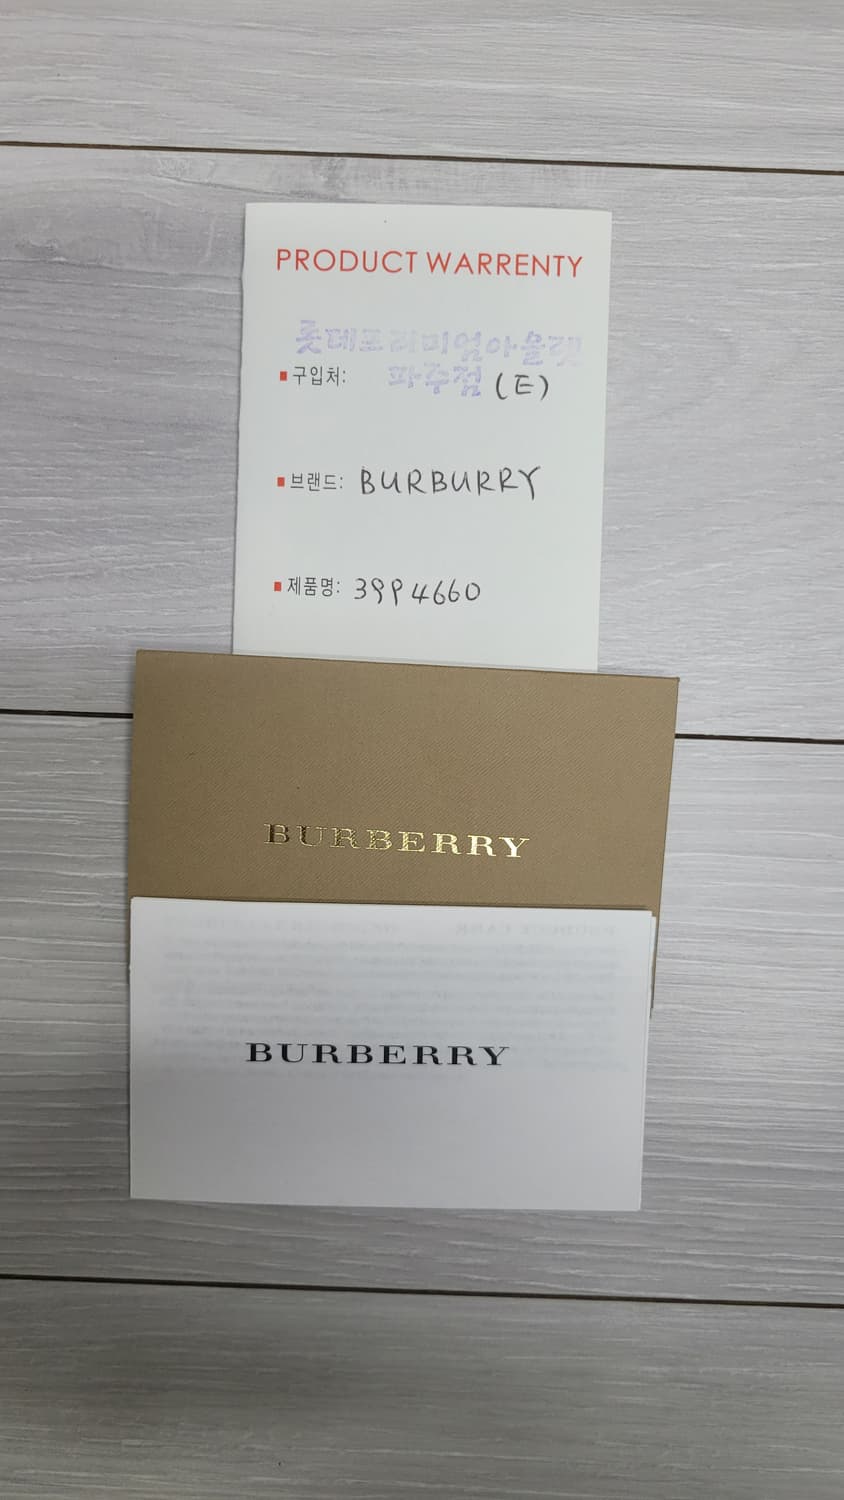 PRODUCT WARRENTY
롯데프리미엄아울렛
■ 구입처: 파주점 (E)
■ 브랜드: BURBURRY
■ 제품명: 3994660
BURBERRY
BURBERRY